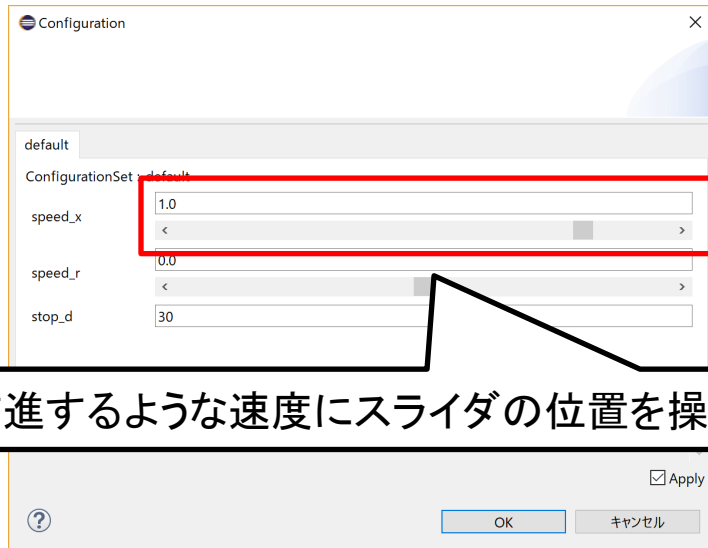 Configuration
default
ConfigurationSet : default
speed_x
1.0
speed_r
0.0
stop_d
30
進するような速度にスライダの位置を操
Apply
OK
キャンセル